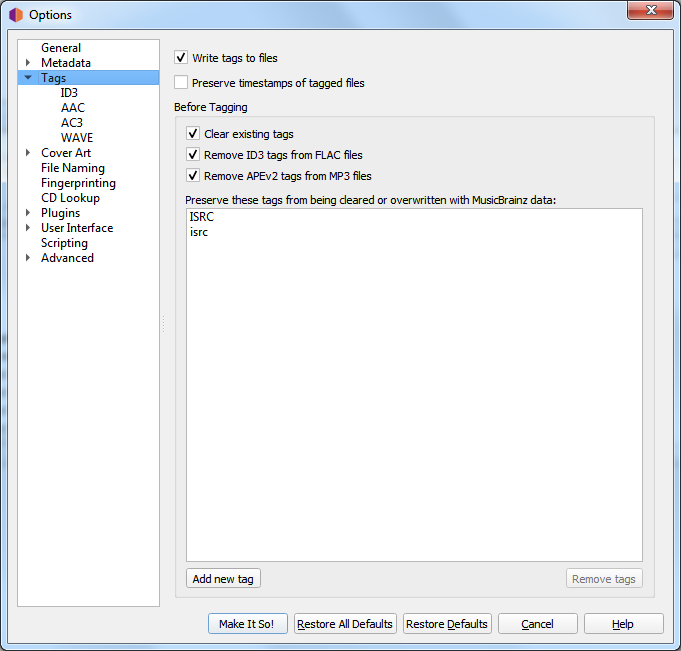 Options
General
Metadata
Tags
ID3
AAC
AC3
WAVE
Cover Art
File Naming
Fingerprinting
CD Lookup
Plugins
User Interface
Scripting
Advanced
Write tags to files
Preserve timestamps of tagged files
Before Tagging
Clear existing tags
Remove ID3 tags from FLAC files
Remove APEv2 tags from MP3 files
Preserve these tags from being cleared or overwritten with MusicBrainz data:
ISRC
isrc
Add new tag
Remove tags
Make It So!
Restore All Defaults
Restore Defaults
Cancel
Help